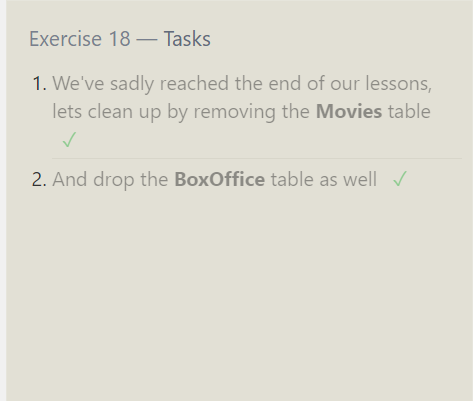 Exercise 18 — Tasks
1. We've sadly reached the end of our lessons,
lets clean up by removing the Movies table
✓
2. And drop the BoxOffice table as well ✓